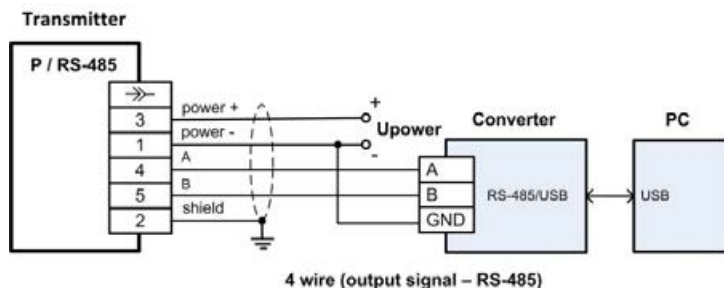 Transmitter
P / RS-485
3
1
4
5
2
power +
power -
A
B
shield
+
Upower
-
Converter
A
B
GND
RS-485/USB
PC
USB
4 wire (output signal – RS-485)